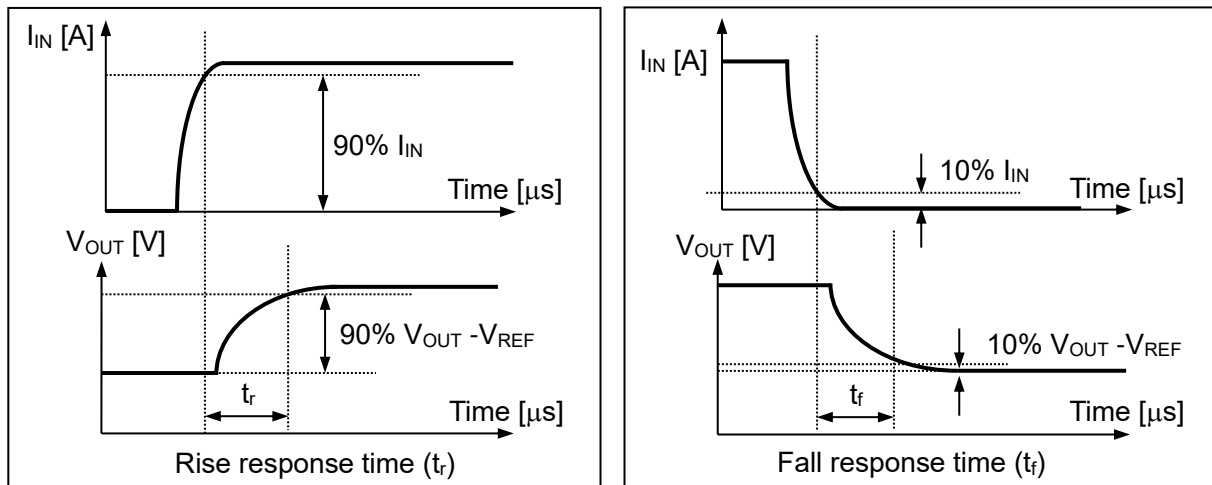 I_IN [A]
90% I_IN
Time [μs]
V_OUT [V]
90% V_OUT -V_REF
t_r
Time [μs]
Rise response time (t_r)
I_IN [A]
10% I_IN
Time [μs]
V_OUT [V]
10% V_OUT -V_REF
t_f
Time [μs]
Fall response time (t_f)